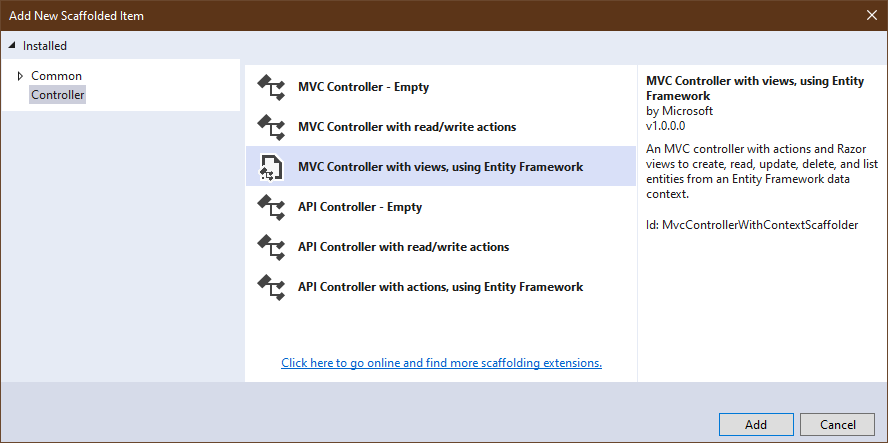 Add New Scaffolded Item
Installed
Common
Controller
MVC Controller - Empty
MVC Controller with read/write actions
MVC Controller with views, using Entity Framework
API Controller - Empty
API Controller with read/write actions
API Controller with actions, using Entity Framework
Click here to go online and find more scaffolding extensions.
MVC Controller with views, using Entity
Framework
by Microsoft
v1.0.0.0
An MVC controller with actions and Razor
views to create, read, update, delete, and list
entities from an Entity Framework data
context.
Id: MvcControllerWithContextScaffolder
Add
Cancel